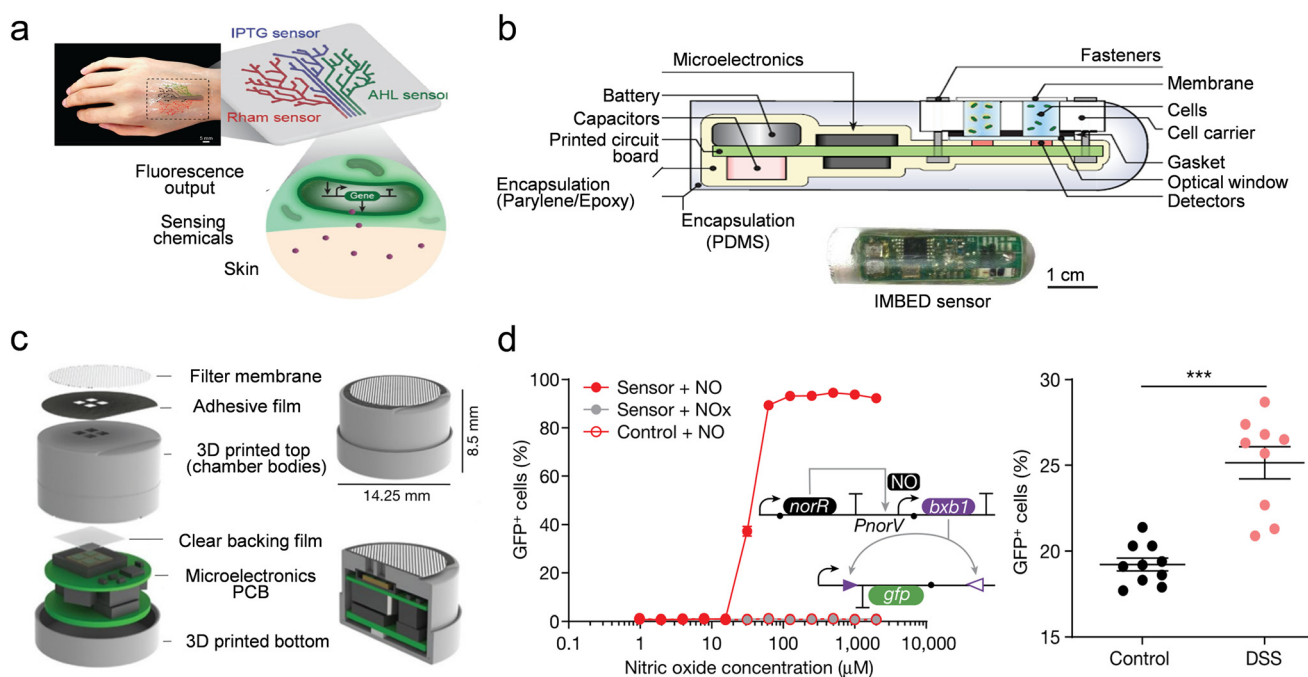 a
IPTG sensor
AHL sensor
Rham sensor
5 mm
Fluorescence
output
Gene
Sensing
chemicals
Skin
b
Microelectronics
Battery
Capacitors
Printed circuit
board
Encapsulation
(Parylene/Epoxy)
Encapsulation
(PDMS)
Fasteners
Membrane
Cells
Cell carrier
Gasket
Optical window
Detectors
IMBED sensor
1 cm
c
Filter membrane
Adhesive film
3D printed top
(chamber bodies)
Clear backing film
Microelectronics
PCB
3D printed bottom
8.5 mm
14.25 mm
d
GFP+ cells (%)
100
80
60
40
20
0
Sensor + NO
Sensor + NOx
Control + NO
NO
norR
PnorV
bxb1
gfp
0.1
1
10
100
1,000
10,000
Nitric oxide concentration (μM)
GFP+ cells (%)
30
25
20
15
***
Control
DSS